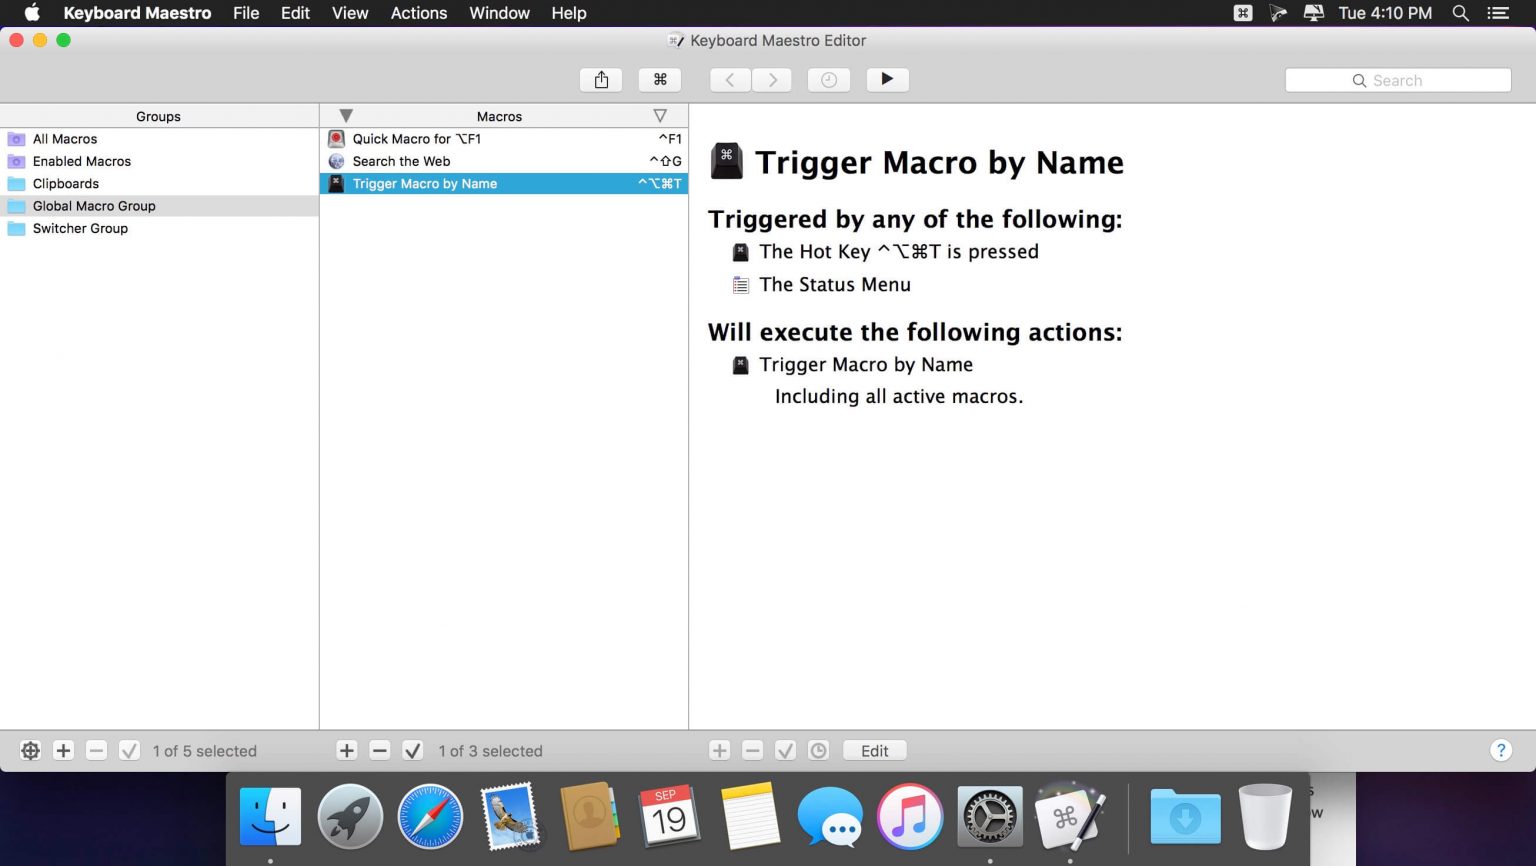 Keyboard Maestro File Edit View Actions Window Help Tue 4:10 PM
Keyboard Maestro Editor
Search
Groups
All Macros
Enabled Macros
Clipboards
Global Macro Group
Switcher Group
Macros
Quick Macro for ⌥F1 ^F1
Search the Web ^⇧G
Trigger Macro by Name ^⌥⌘T
Trigger Macro by Name
Triggered by any of the following:
The Hot Key ^⌥⌘T is pressed
The Status Menu
Will execute the following actions:
Trigger Macro by Name
Including all active macros.
1 of 5 selected
1 of 3 selected
Edit
?
SEP
19